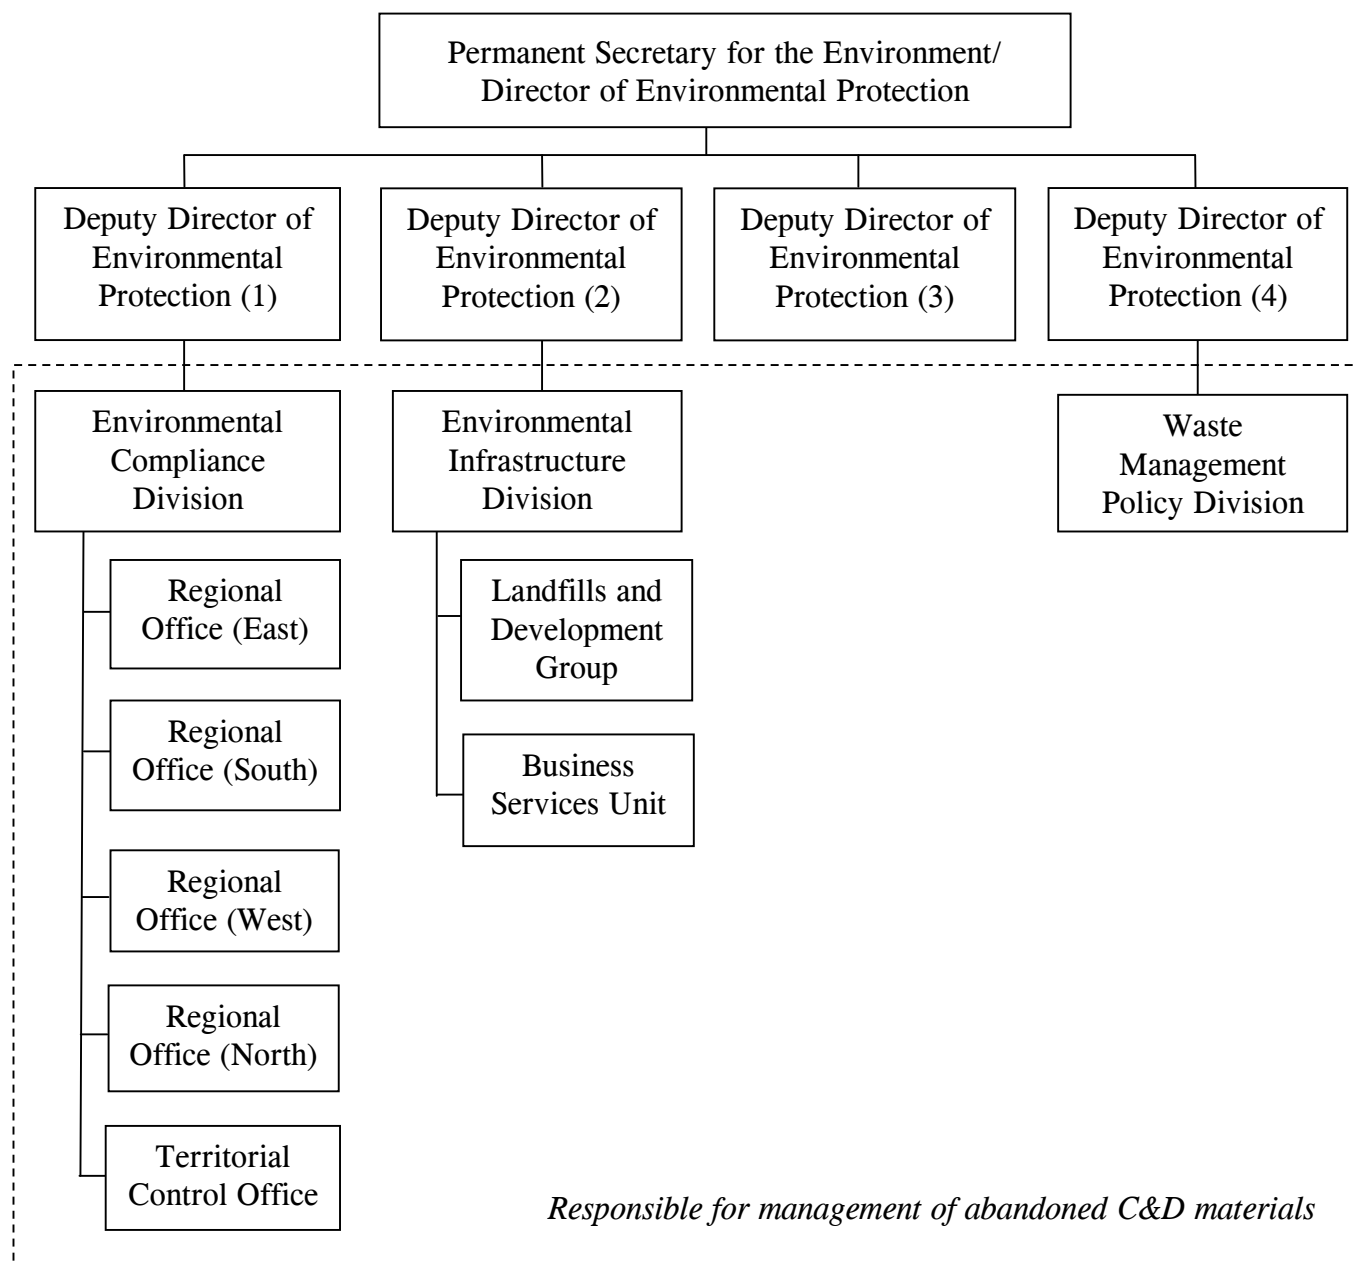 Permanent Secretary for the Environment/
Director of Environmental Protection
Deputy Director of
Environmental
Protection (1)
Deputy Director of
Environmental
Protection (2)
Deputy Director of
Environmental
Protection (3)
Deputy Director of
Environmental
Protection (4)
Environmental
Compliance
Division
Environmental
Infrastructure
Division
Waste
Management
Policy Division
Regional
Office (East)
Regional
Office (South)
Regional
Office (West)
Regional
Office (North)
Territorial
Control Office
Landfills and
Development
Group
Business
Services Unit
Responsible for management of abandoned C&D materials